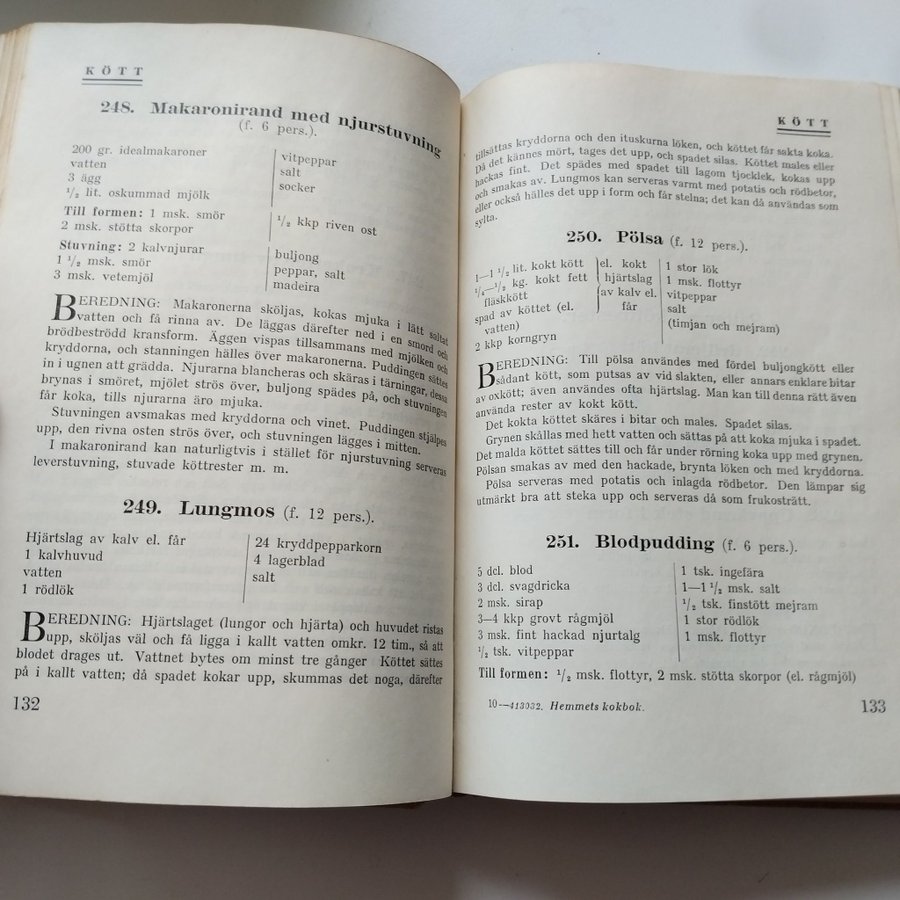 KÖTT
248. Makaronirand med njurstuvning
(f. 6 pers.).
200 gr. idealmakaroner
vatten
3 ägg
1/2 lit. oskummad mjölk
vitpeppar
salt
socker
Till formen: 1 msk. smör
2 msk. stötta skorpor
1/2 kkp riven ost
Stuvning: 2 kalvnjurar
1 1/2 msk. smör
3 msk. vetemjöl
buljong
peppar, salt
madeira
BEREDNING: Makaronerna sköljas, kokas mjuka i lätt saltat
vatten och få rinna av. De läggas därefter ned i en smord och
brödbeströdd kransform. Äggen vispas tillsammans med mjölken och
kryddorna, och stanningen hälles över makaronerna. Puddingen sättes
in i ugnen att grädda. Njurarna blancheras och skäras i tärningar, dessa
brynas i smöret, mjölet strös över, buljong spädes på, och stuvningen
får koka, tills njurarna äro mjuka.
Stuvningen avsmakas med kryddorna och vinet. Puddingen stjälpes
upp, den rivna osten strös över, och stuvningen lägges i mitten.
I makaronirand kan naturligtvis i stället för njurstuvning serveras
leverstuvning, stuvade köttrester m. m.
249. Lungmos (f. 12 pers.).
Hjärtslag av kalv el. får
1 kalvhuvud
vatten
1 rödlök
24 kryddpepparkorn
4 lagerblad
salt
BEREDNING: Hjärtslaget (lungor och hjärta) och huvudet ristas
upp, sköljas väl och få ligga i kallt vatten omkr. 12 tim., så att
blodet drages ut. Vattnet bytes om minst tre gånger Köttet sättes
på i kallt vatten; då spadet kokar upp, skummas det noga, därefter
132
KÖTT
tillsättas kryddorna och den ituskurna löken, och köttet får sakta koka.
Då det kännes mört, tages det upp, och spadet silas. Köttet males eller
hackas fint. Det spädes med spadet till lagom tjocklek, kokas upp
och smakas av. Lungmos kan serveras varmt med potatis och rödbetor,
eller också hälles det upp i form och får stelna; det kan då användas som
sylta.
250. Pölsa (f. 12 pers.).
1—1 1/2 lit. kokt kött
1/4—1/2 kg. kokt fett
fläskkött
spad av köttet (el.
vatten)
2 kkp korngryn
el. kokt
hjärtslag
av kalv el.
får
1 stor lök
1 msk. flottyr
vitpeppar
salt
(timjan och mejram)
BEREDNING: Till pölsa användes med fördel buljongkött eller
sådant kött, som putsas av vid slakten, eller annars enklare bitar
av oxkött; även användes ofta hjärtslag. Man kan till denna rätt även
använda rester av kokt kött.
Det kokta köttet skäres i bitar och males. Spadet silas.
Grynen skållas med hett vatten och sättas på att koka mjuka i spadet.
Det malda köttet sättes till och får under rörning koka upp med grynen.
Pölsan smakas av med den hackade, brynta löken och med kryddorna.
Pölsa serveras med potatis och inlagda rödbetor. Den lämpar sig
utmärkt bra att steka upp och serveras då som frukosträtt.
251. Blodpudding (f. 6 pers.).
5 dcl. blod
3 dcl. svagdricka
2 msk. sirap
3—4 kkp grovt rågmjöl
3 msk. fint hackad njurtalg
1/2 tsk. vitpeppar
1 tsk. ingefära
1—1 1/2 msk. salt
1/2 tsk. finstött mejram
1 stor rödlök
1 msk. flottyr
Till formen: 1/2 msk. flottyr, 2 msk. stötta skorpor (el. rågmjöl)
10—413032. Hemmets kokbok.
133